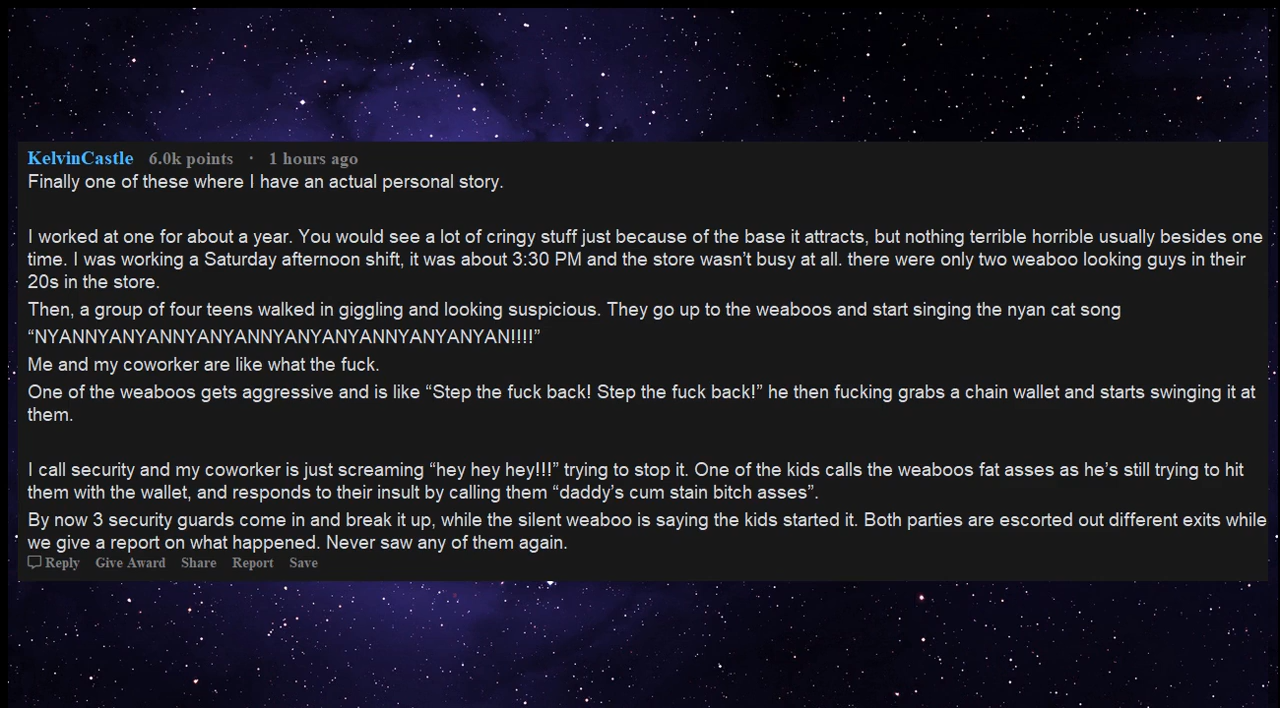 KelvinCastle 6.0k points · 1 hours ago
Finally one of these where I have an actual personal story.
I worked at one for about a year. You would see a lot of cringy stuff just because of the base it attracts, but nothing terrible horrible usually besides one
time. I was working a Saturday afternoon shift, it was about 3:30 PM and the store wasn't busy at all. there were only two weaboo looking guys in their
20s in the store.
Then, a group of four teens walked in giggling and looking suspicious. They go up to the weaboos and start singing the nyan cat song
“NYANNYANYANNYANYANNYANYANYANNYANYANYAN!!!!”
Me and my coworker are like what the fuck.
One of the weaboos gets aggressive and is like “Step the fuck back! Step the fuck back!” he then fucking grabs a chain wallet and starts swinging it at
them.
I call security and my coworker is just screaming “hey hey hey!!!” trying to stop it. One of the kids calls the weaboos fat asses as he’s still trying to hit
them with the wallet, and responds to their insult by calling them “daddy’s cum stain bitch asses”.
By now 3 security guards come in and break it up, while the silent weaboo is saying the kids started it. Both parties are escorted out different exits while
we give a report on what happened. Never saw any of them again.
Reply Give Award Share Report Save